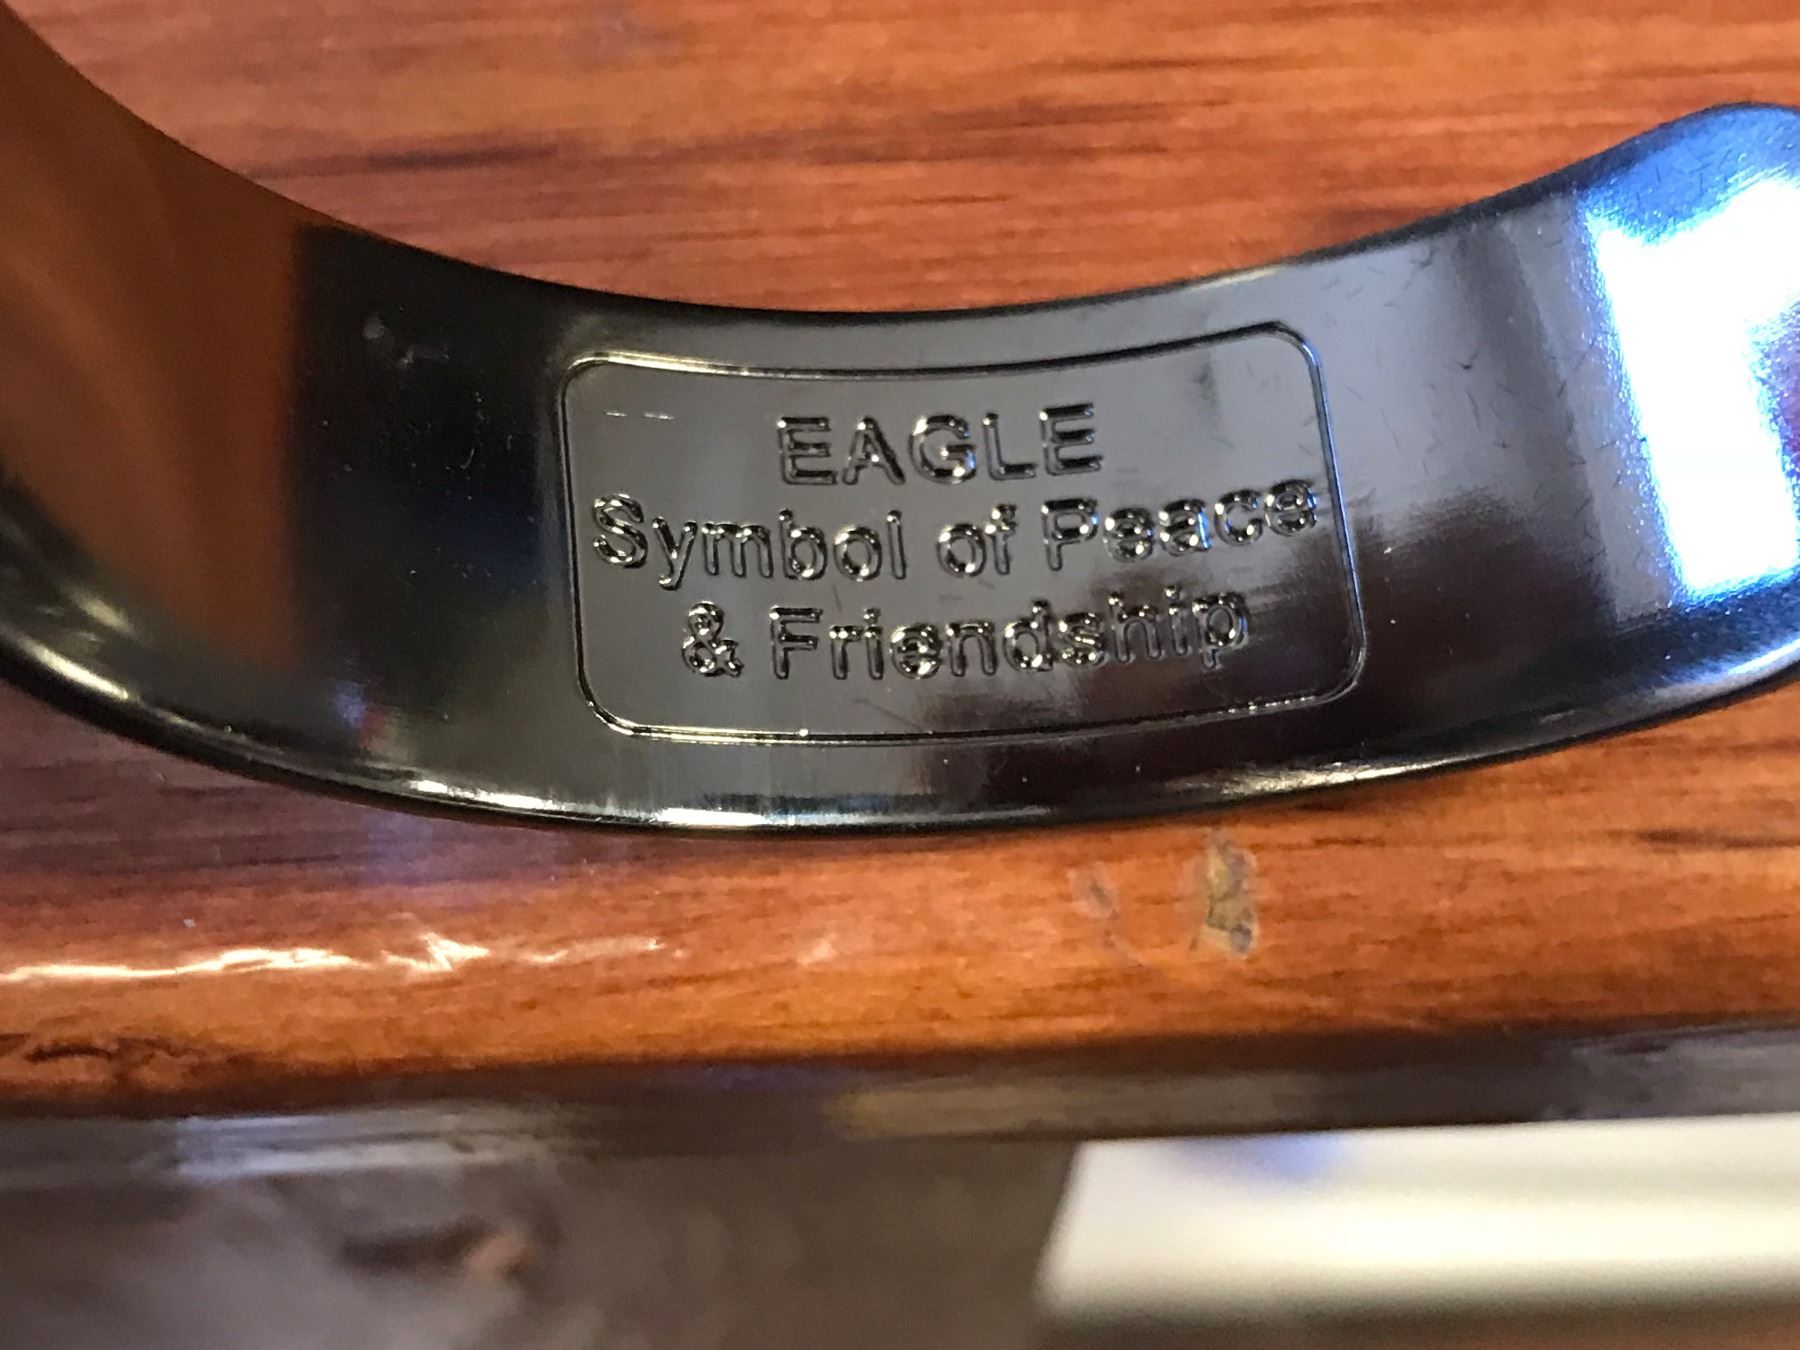 EAGLE
Symbol of Peace
& Friendship